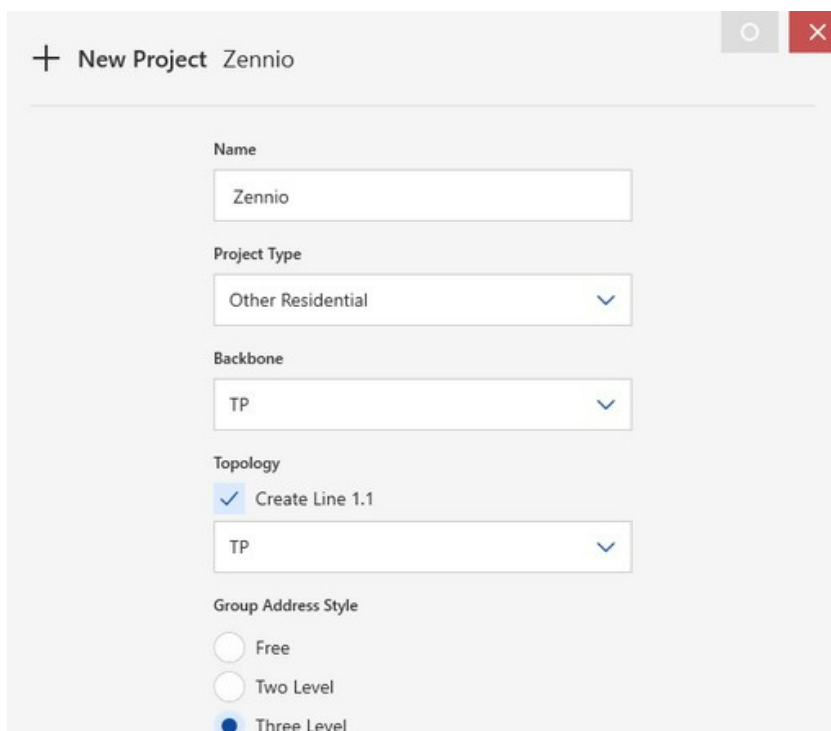 New Project Zennio
Name
Zennio
Project Type
Other Residential
Backbone
TP
Topology
Create Line 1.1
TP
Group Address Style
Free
Two Level
Three Level